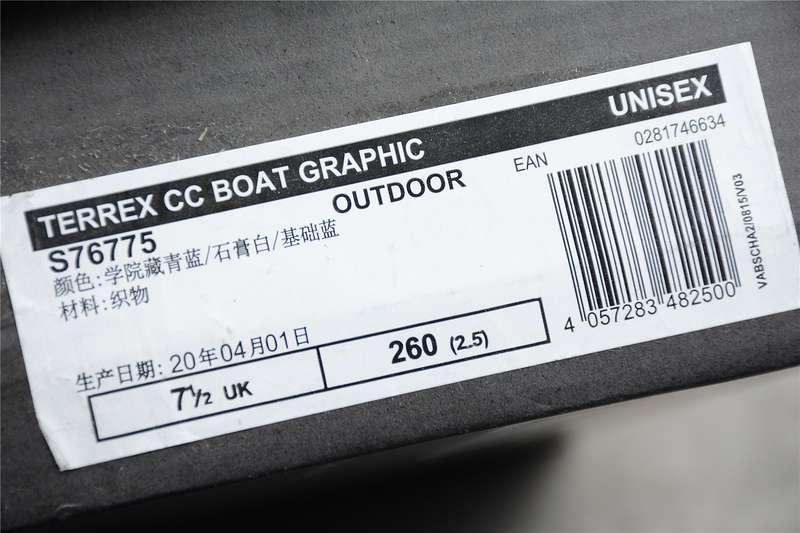 TERREX CC BOAT GRAPHIC UNISEX
S76775 OUTDOOR
EAN 0281746634
颜色:学院藏青蓝/石膏白/基础蓝
材料:织物
4 057283 482500
VABSCHA2/0815/V03
生产日期: 20年04月01日
7½ UK 260 (2.5)